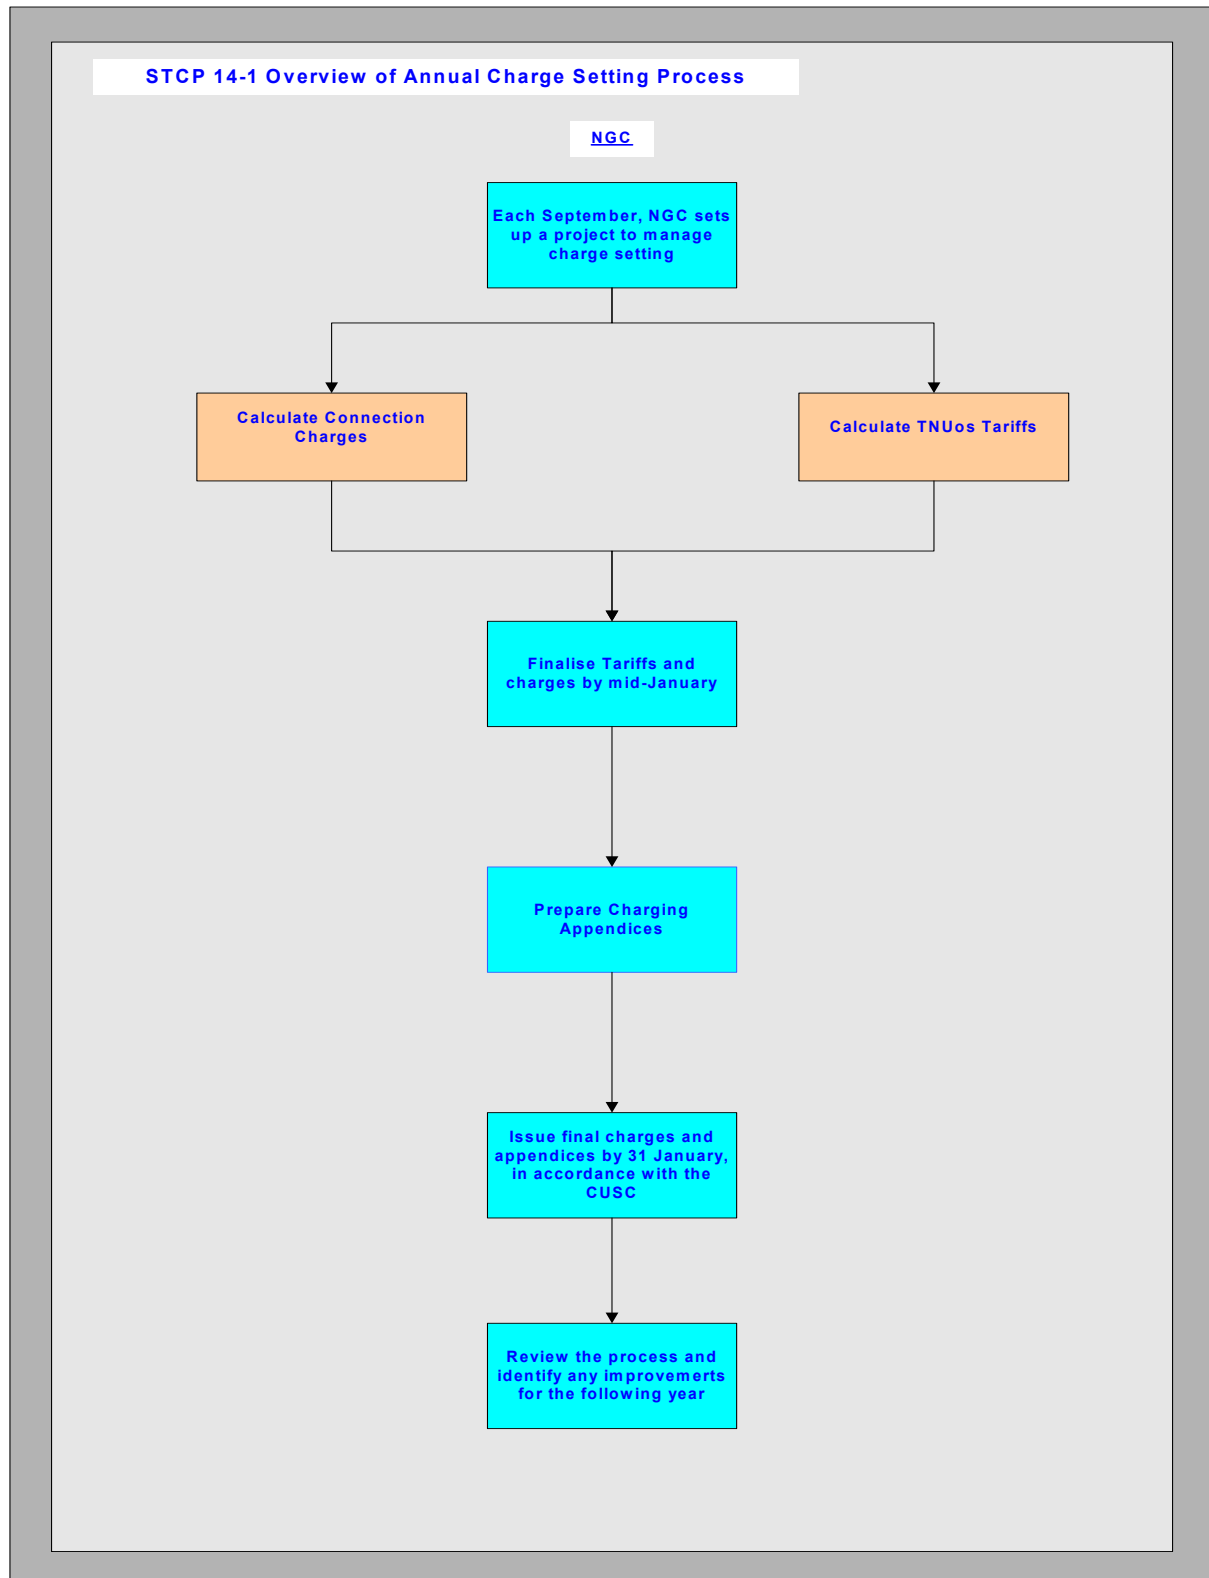 STCP 14-1 Overview of Annual Charge Setting Process
NGC
Each September, NGC sets
up a project to manage
charge setting
Calculate Connection
Charges
Calculate TNUos Tariffs
Finalise Tariffs and
charges by mid-January
Prepare Charging
Appendices
Issue final charges and
appendices by 31 January,
in accordance with the
CUSC
Review the process and
identify any improvemerts
for the following year